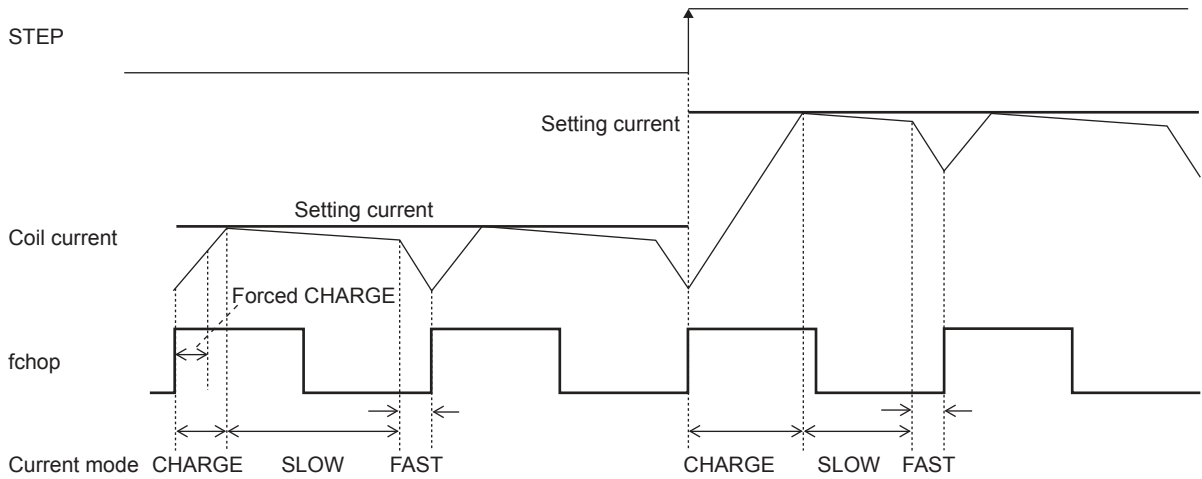 STEP
Setting current
Setting current
Coil current
Forced CHARGE
fchop
Current mode CHARGE SLOW FAST CHARGE SLOW FAST